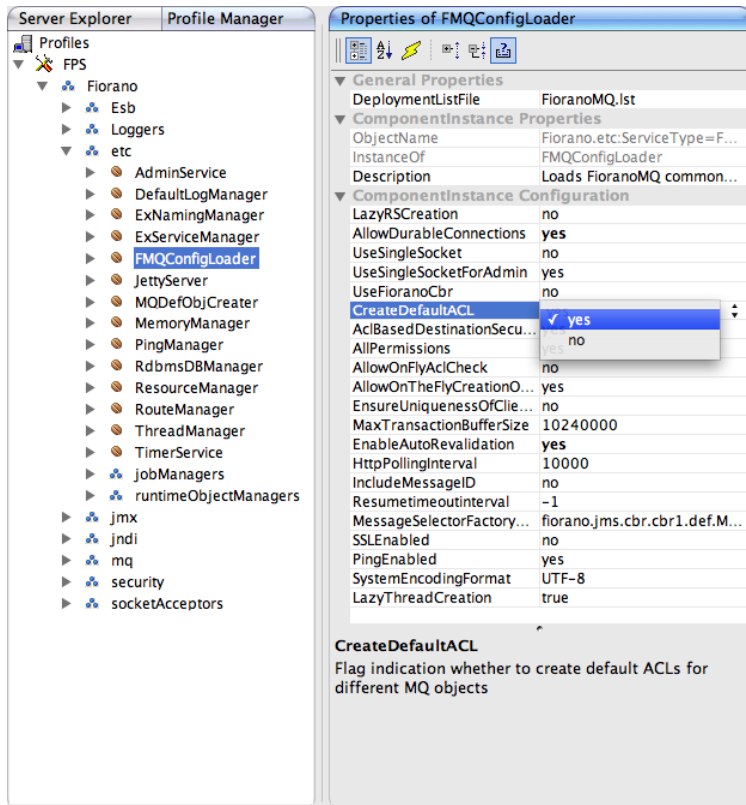 Server Explorer
Profile Manager
Profiles
FPS
Fiorano
Esb
Loggers
etc
AdminService
DefaultLogManager
ExNamingManager
ExServiceManager
FMQConfigLoader
JettyServer
MQDefObjCreater
MemoryManager
PingManager
RdbmsDBManager
ResourceManager
RouteManager
ThreadManager
TimerService
jobManagers
runtimeObjectManagers
jmx
jndi
mq
security
socketAcceptors
Properties of FMQConfigLoader
General Properties
DeploymentListFile FioranoMQ.lst
ComponentInstance Properties
ObjectName Fiorano.etc:ServiceType=F...
InstanceOf FMQConfigLoader
Description Loads FioranoMQ common...
ComponentInstance Configuration
LazyRSCreation no
AllowDurableConnections yes
UseSingleSocket no
UseSingleSocketForAdmin yes
UseFioranoCbr no
CreateDefaultACL yes
AclBasedDestinationSecu... yes
AllPermissions yes
✓ yes
no
AllowOnFlyAclCheck no
AllowOnTheFlyCreationO... yes
EnsureUniquenessOfClie... no
MaxTransactionBufferSize 10240000
EnableAutoRevalidation yes
HttpPollingInterval 10000
IncludeMessageID no
Resumetimeoutinterval -1
MessageSelectorFactory... fiorano.jms.cbr.cbr1.def.M...
SSLEnabled no
PingEnabled yes
SystemEncodingFormat UTF-8
LazyThreadCreation true
CreateDefaultACL
Flag indication whether to create default ACLs for
different MQ objects